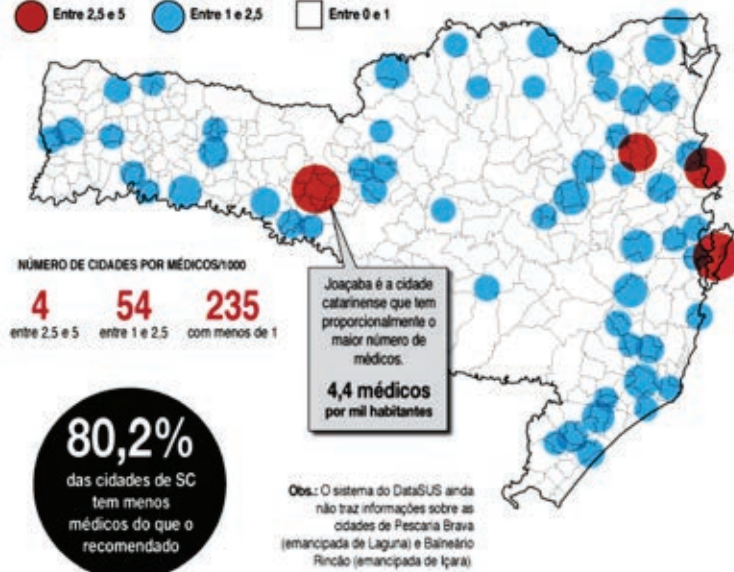 Entre 2,5 e 5
Entre 1 e 2,5
Entre 0 e 1
NÚMERO DE CIDADES POR MÉDICOS/1000
4
entre 2,5 e 5
54
entre 1 e 2,5
235
com menos de 1
Joaçaba é a cidade
catarinense que tem
proporcionalmente o
maior número de
médicos.
4,4 médicos
por mil habitantes
80,2%
das cidades de SC
tem menos
médicos do que o
recomendado
Obs.: O sistema do DataSUS ainda
não traz informações sobre as
cidades de Pescaria Brava
(emancipada de Laguna) e Balneário
Rincão (emancipada de Içara)